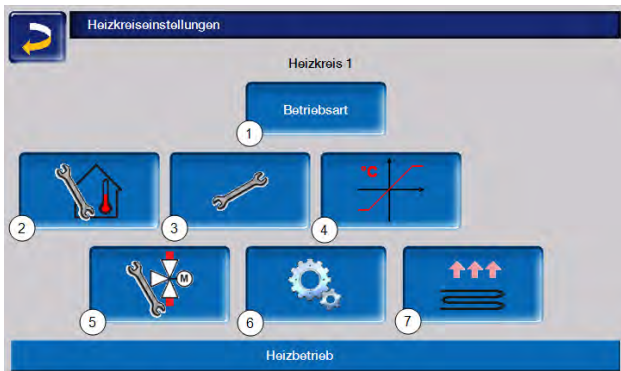 Heizkreiseinstellungen
Heizkreis 1
Betriebsart
1
°C
2
3
4
M
5
6
7
Heizbetrieb